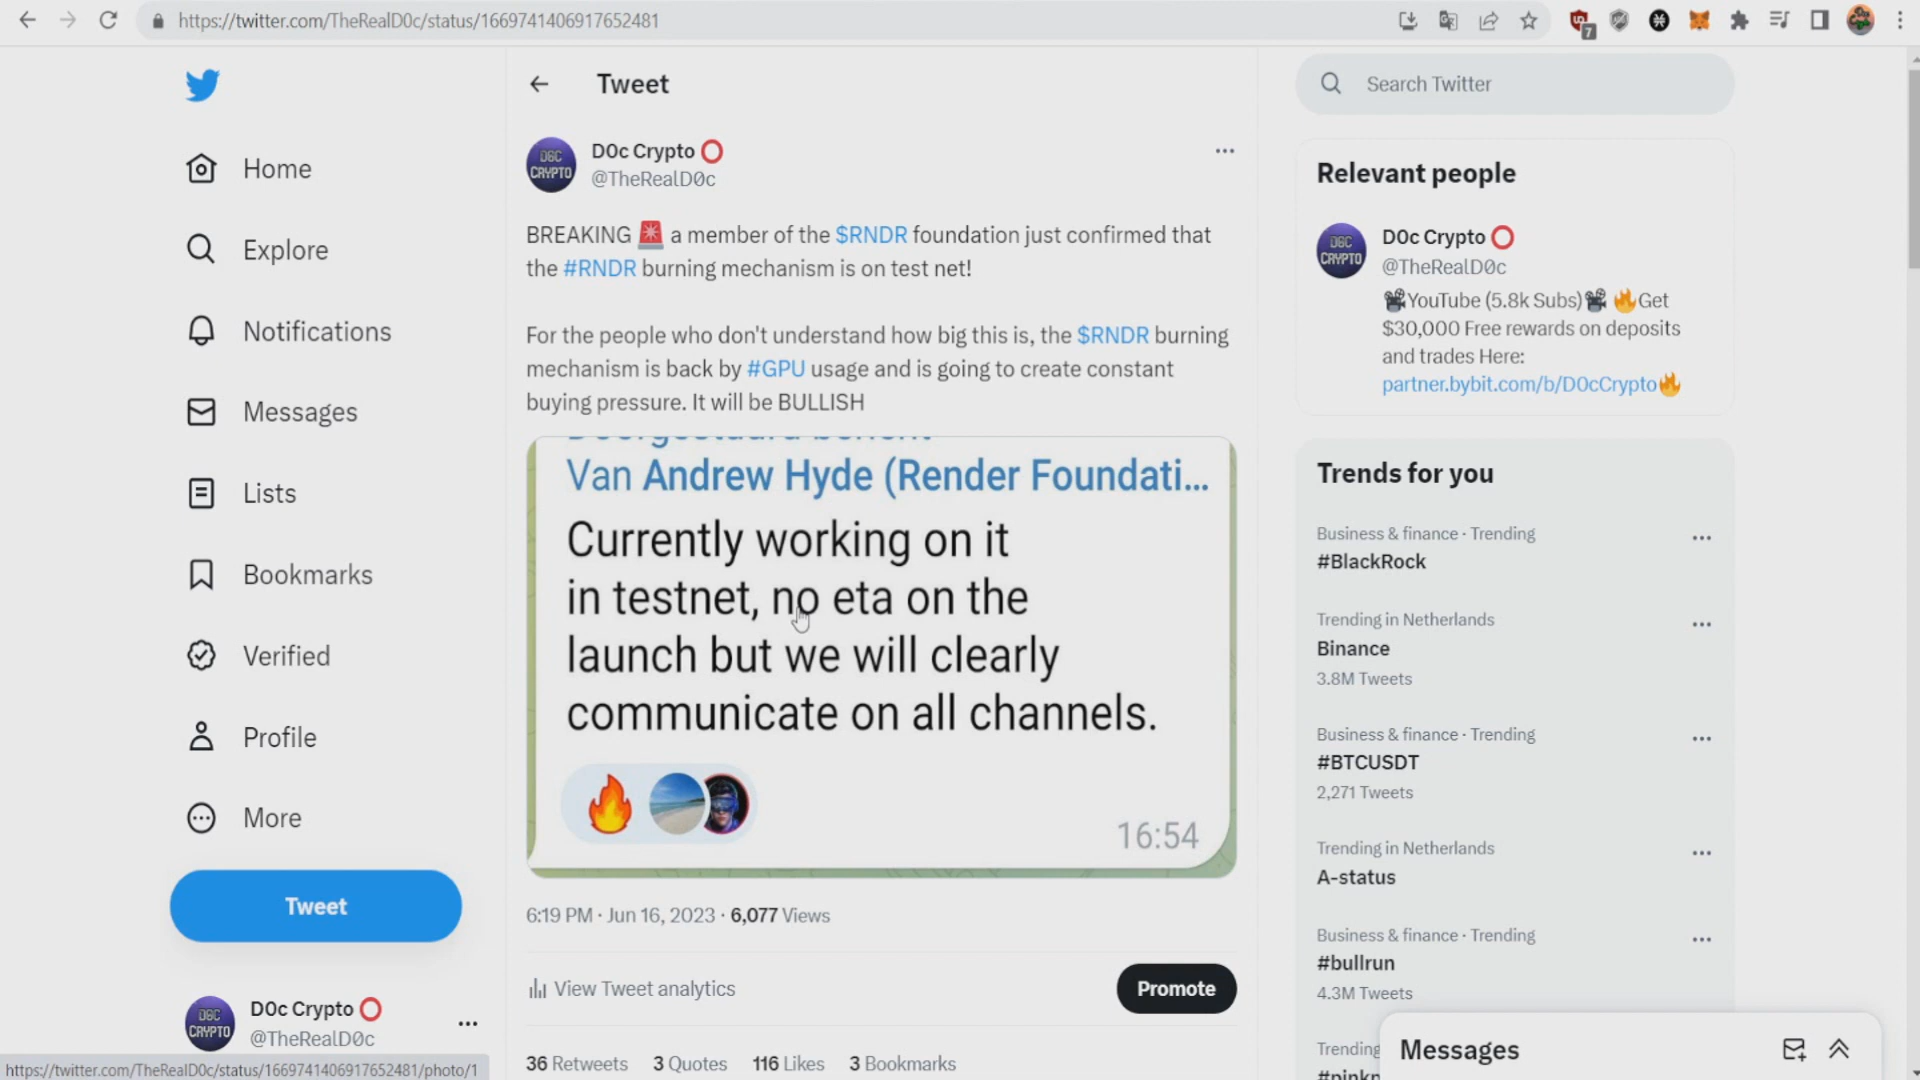 https://twitter.com/TheRealD0c/status/1669741406917652481
7
Home
Explore
Notifications
Messages
Lists
Bookmarks
Verified
Profile
More
Tweet
D0c Crypto
@TheRealD0c
Tweet
D0C
CRYPTO
D0c Crypto
@TheRealD0c
BREAKING a member of the $RNDR foundation just confirmed that
the #RNDR burning mechanism is on test net!
For the people who don't understand how big this is, the $RNDR burning
mechanism is back by #GPU usage and is going to create constant
buying pressure. It will be BULLISH
Van Andrew Hyde (Render Foundati...
Currently working on it
in testnet, no eta on the
launch but we will clearly
communicate on all channels.
16:54
6:19 PM · Jun 16, 2023 · 6,077 Views
View Tweet analytics
Promote
36 Retweets 3 Quotes 116 Likes 3 Bookmarks
Search Twitter
Relevant people
D0C
CRYPTO
D0c Crypto
@TheRealD0c
YouTube (5.8k Subs) Get
$30,000 Free rewards on deposits
and trades Here:
partner.bybit.com/b/D0cCrypto
Trends for you
Business & finance · Trending
#BlackRock
Trending in Netherlands
Binance
3.8M Tweets
Business & finance · Trending
#BTCUSDT
2,271 Tweets
Trending in Netherlands
A-status
Business & finance · Trending
#bullrun
4.3M Tweets
Trending
Messages
D0C
CRYPTO
https://twitter.com/TheRealD0c/status/1669741406917652481/photo/1